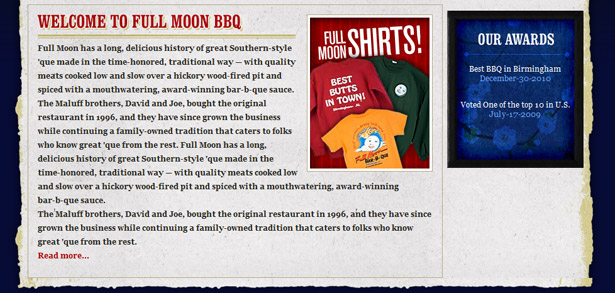 WELCOME TO FULL MOON BBQ
Full Moon has a long, delicious history of great Southern-style
'que made in the time-honored, traditional way — with quality
meats cooked low and slow over a hickory wood-fired pit and
spiced with a mouthwatering, award-winning bar-b-que sauce.
The Maluff brothers, David and Joe, bought the original
restaurant in 1996, and they have since grown the business
while continuing a family-owned tradition that caters to folks
who know great 'que from the rest. Full Moon has a long,
delicious history of great Southern-style 'que made in the
time-honored, traditional way — with quality meats cooked low
and slow over a hickory wood-fired pit and spiced with a mouthwatering, award-winning
bar-b-que sauce.
The Maluff brothers, David and Joe, bought the original restaurant in 1996, and they have since
grown the business while continuing a family-owned tradition that caters to folks who know
great 'que from the rest.
Read more...
FULL
MOON
SHIRTS!
BEST
BUTTS
IN TOWN!
Full Moon
BAR-B-QUE
OUR AWARDS
Best BBQ in Birmingham
December-30-2010
Voted One of the top 10 in U.S.
July-17-2009